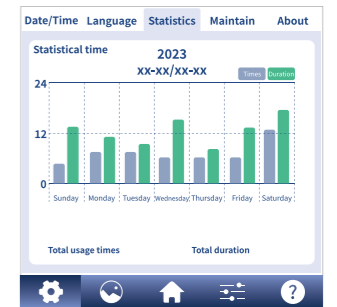 Date/Time Language Statistics Maintain About
Statistical time
2023
xx-xx/xx-xx
Times Duration
24
12
0
Sunday Monday Tuesday Wednesday Thursday Friday Saturday
Total usage times Total duration
?